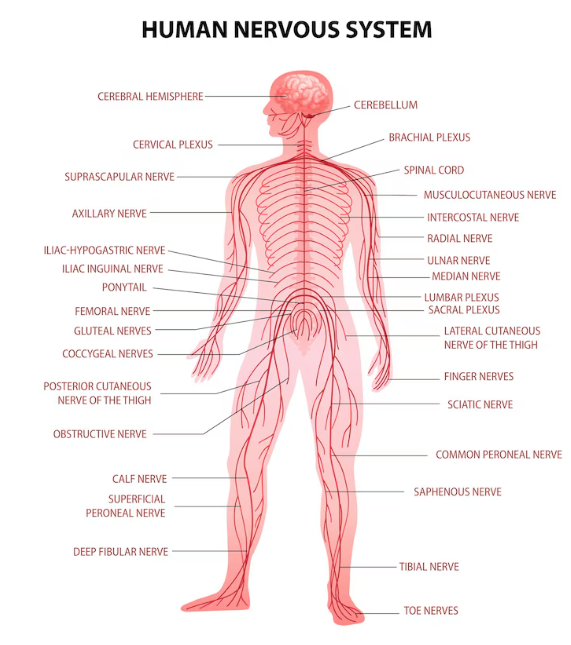 HUMAN NERVOUS SYSTEM
CEREBRAL HEMISPHERE
CEREBELLUM
CERVICAL PLEXUS
BRACHIAL PLEXUS
SUPRASCAPULAR NERVE
SPINAL CORD
MUSCULOCUTANEOUS NERVE
AXILLARY NERVE
INTERCOSTAL NERVE
RADIAL NERVE
ILIAC-HYPOGASTRIC NERVE
ULNAR NERVE
ILIAC INGUINAL NERVE
MEDIAN NERVE
PONYTAIL
LUMBAR PLEXUS
FEMORAL NERVE
SACRAL PLEXUS
GLUTEAL NERVES
LATERAL CUTANEOUS
NERVE OF THE THIGH
COCCYGEAL NERVES
FINGER NERVES
POSTERIOR CUTANEOUS
NERVE OF THE THIGH
SCIATIC NERVE
OBSTRUCTIVE NERVE
COMMON PERONEAL NERVE
CALF NERVE
SAPHENOUS NERVE
SUPERFICIAL
PERONEAL NERVE
DEEP FIBULAR NERVE
TIBIAL NERVE
TOE NERVES